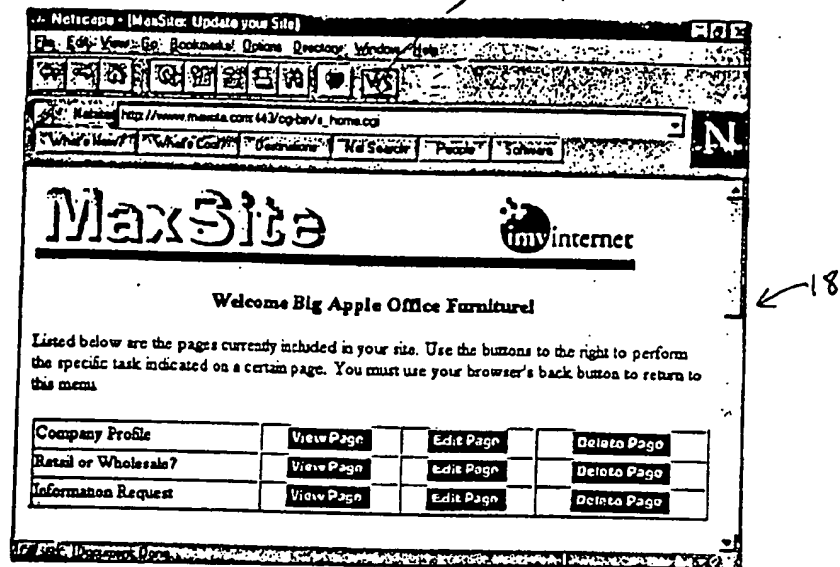 Netscape - [MaxSite: Update your Site]
File Edit View Go Bookmarks Options Directory Window Help
http://www.maxsite.com:443/cg-bin/s_home.cgi
What's New? What's Cool? Destinations Net Search People Software
N
MaxSite
imv internet
18
Welcome Big Apple Office Furniture!
Listed below are the pages currently included in your site. Use the buttons to the right to perform
the specific task indicated on a certain page. You must use your browser's back button to return to
this menu
Company Profile View Page Edit Page Delete Page
Retail or Wholesale? View Page Edit Page Delete Page
Information Request View Page Edit Page Delete Page
Document Done